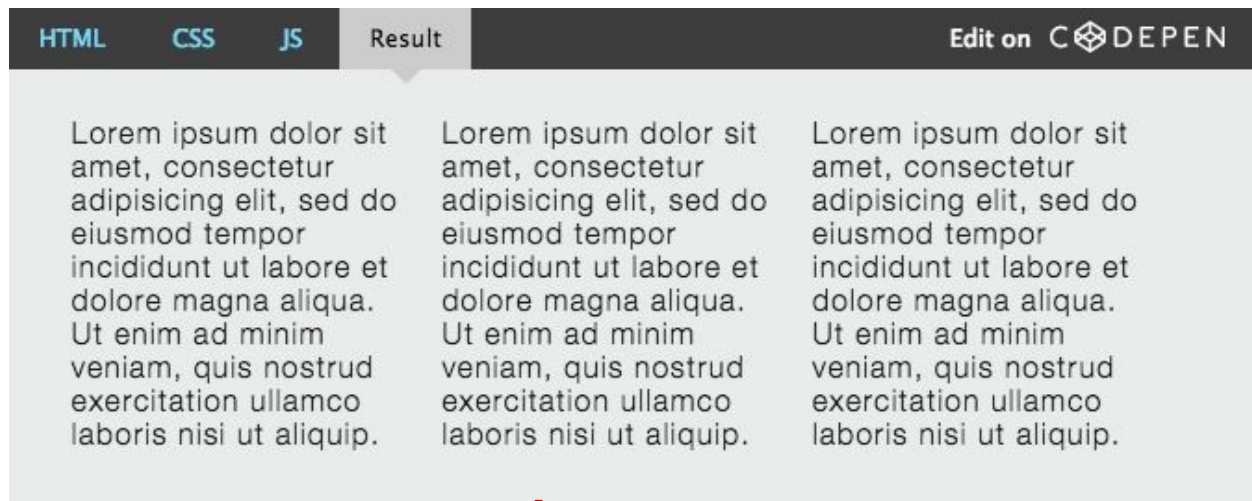 HTML CSS JS Result Edit on CODEPEN
Lorem ipsum dolor sit
amet, consectetur
adipisicing elit, sed do
eiusmod tempor
incididunt ut labore et
dolore magna aliqua.
Ut enim ad minim
veniam, quis nostrud
exercitation ullamco
laboris nisi ut aliquip.
Lorem ipsum dolor sit
amet, consectetur
adipisicing elit, sed do
eiusmod tempor
incididunt ut labore et
dolore magna aliqua.
Ut enim ad minim
veniam, quis nostrud
exercitation ullamco
laboris nisi ut aliquip.
Lorem ipsum dolor sit
amet, consectetur
adipisicing elit, sed do
eiusmod tempor
incididunt ut labore et
dolore magna aliqua.
Ut enim ad minim
veniam, quis nostrud
exercitation ullamco
laboris nisi ut aliquip.